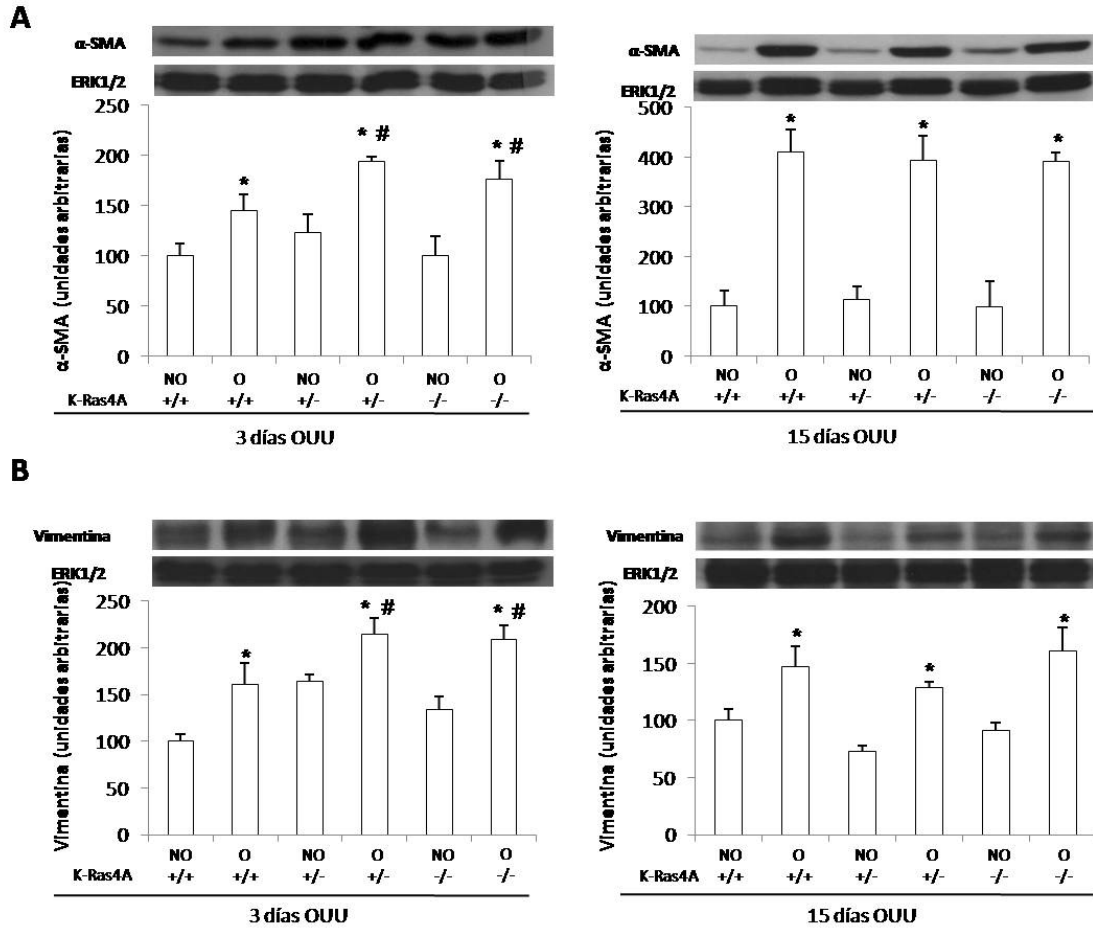 A
α-SMA
ERK1/2
α-SMA (unidades arbitrarias)
250
200
150
100
50
0
*
* #
* #
NO O NO O NO O
K-Ras4A +/+ +/+ +/- +/- -/- -/-
3 días OUU
α-SMA
ERK1/2
α-SMA (unidades arbitrarias)
500
400
300
200
100
0
*
*
*
NO O NO O NO O
K-Ras4A +/+ +/+ +/- +/- -/- -/-
15 días OUU
B
Vimentina
ERK1/2
Vimentina (unidades arbitrarias)
250
200
150
100
50
0
*
* #
* #
NO O NO O NO O
K-Ras4A +/+ +/+ +/- +/- -/- -/-
3 días OUU
Vimentina
ERK1/2
Vimentina (unidades arbitrarias)
200
150
100
50
0
*
*
*
NO O NO O NO O
K-Ras4A +/+ +/+ +/- +/- -/- -/-
15 días OUU